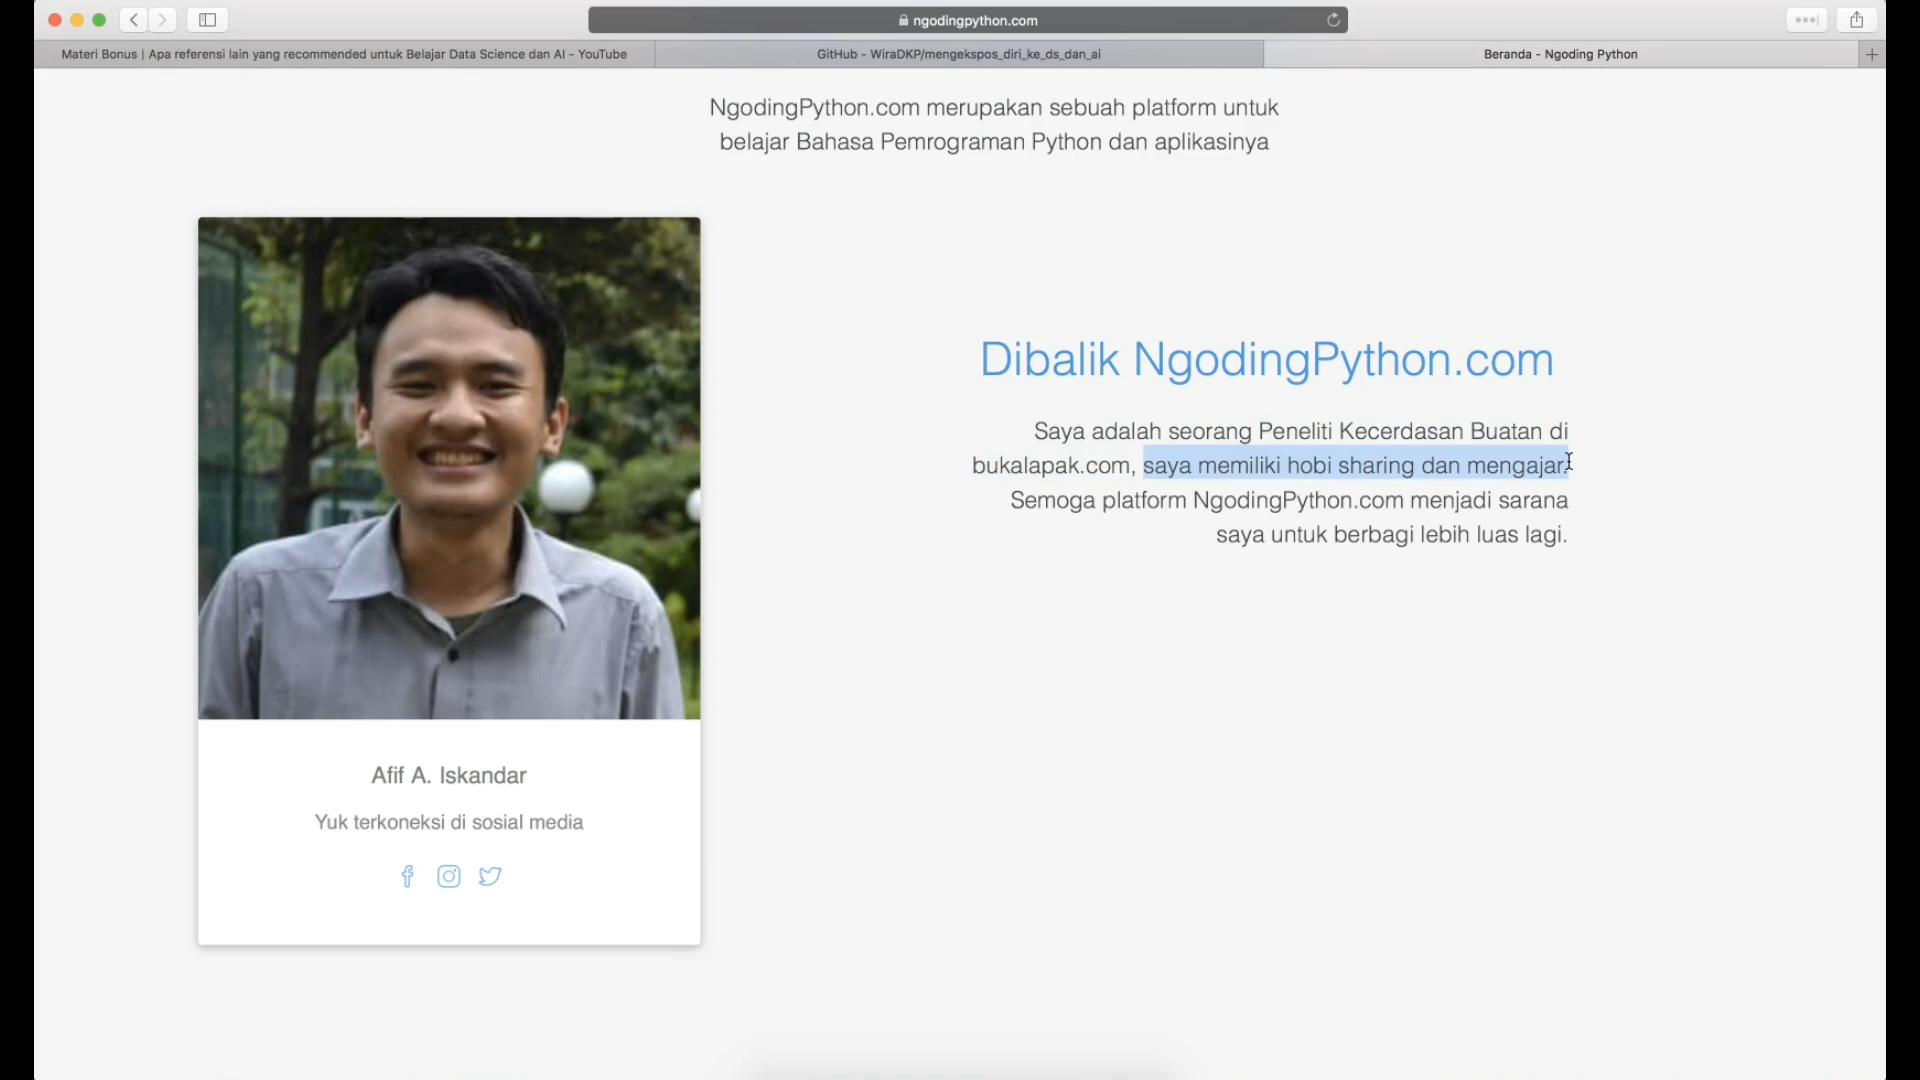 ngodingpython.com
Materi Bonus | Apa referensi lain yang recommended untuk Belajar Data Science dan AI - YouTube
GitHub - WiraDKP/mengekspos_diri_ke_ds_dan_ai
Beranda - Ngoding Python
NgodingPython.com merupakan sebuah platform untuk
belajar Bahasa Pemrograman Python dan aplikasinya
Dibalik NgodingPython.com
Saya adalah seorang Peneliti Kecerdasan Buatan di
bukalapak.com, saya memiliki hobi sharing dan mengajar.
Semoga platform NgodingPython.com menjadi sarana
saya untuk berbagi lebih luas lagi.
Afif A. Iskandar
Yuk terkoneksi di sosial media